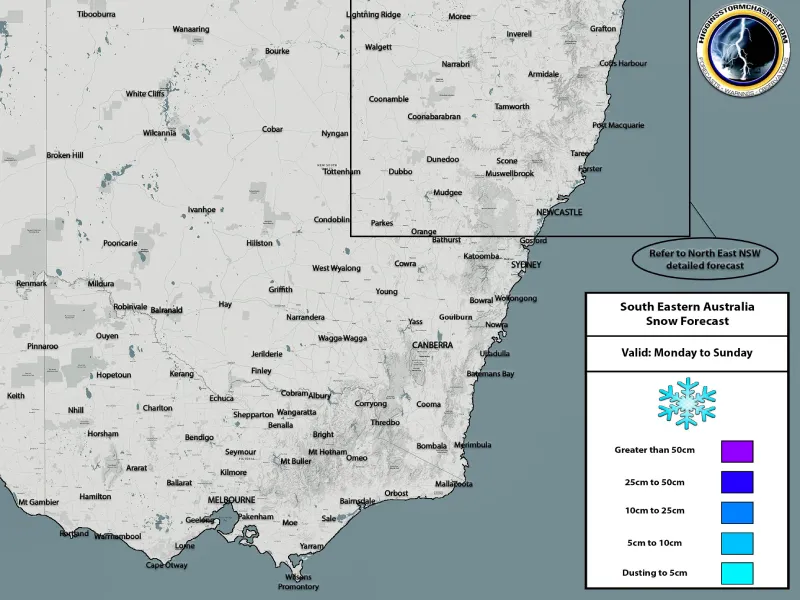 Tibooburra
Lightning Ridge
Moree
Wanaaring
Inverell
Grafton
HIGGINSSTORMCHASING.COM
FORECASTS - WARNINGS - OBSERVATIONS
Bourke
Walgett
Narrabri
Coffs Harbour
Armidale
White Cliffs
Coonamble
Tamworth
Coonabarabran
Wilcannia
Cobar
Nyngan
Port Macquarie
Broken Hill
Dunedoo
Scone
Taree
Tottenham
Dubbo
Muswellbrook
Forster
Mudgee
Ivanhoe
Condoblin
Parkes
NEWCASTLE
Orange
Pooncarie
Hillston
Bathurst
Gosford
Refer to North East NSW
detailed forecast
Katoomba
West Wyalong
Cowra
SYDNEY
Renmark
Mildura
Griffith
Young
Bowral
Wollongong
Robinvale
Balranald
Hay
Narrandera
Yass
Goulburn
Nowra
South Eastern Australia
Snow Forecast
Pinnaroo
Ouyen
Wagga Wagga
CANBERRA
Jerilderie
Ulladulla
Valid: Monday to Sunday
Hopetoun
Kerang
Finley
Batemans Bay
Keith
Echuca
Cobram
Albury
Corryong
Cooma
Nhill
Charlton
Shepparton
Wangaratta
Benalla
Thredbo
Horsham
Bendigo
Bright
Bombala
Merimbula
Greater than 50cm
Seymour
Mt Hotham
Omeo
Mt Buller
Ararat
Kilmore
Ballarat
Mallacoota
25cm to 50cm
Mt Gambier
Hamilton
MELBOURNE
Bairnsdale
Orbost
10cm to 25cm
Geelong
Pakenham
Moe
Sale
Portland
Warrnambool
Lorne
Yarram
5cm to 10cm
Cape Otway
Wilsons
Promontory
Dusting to 5cm